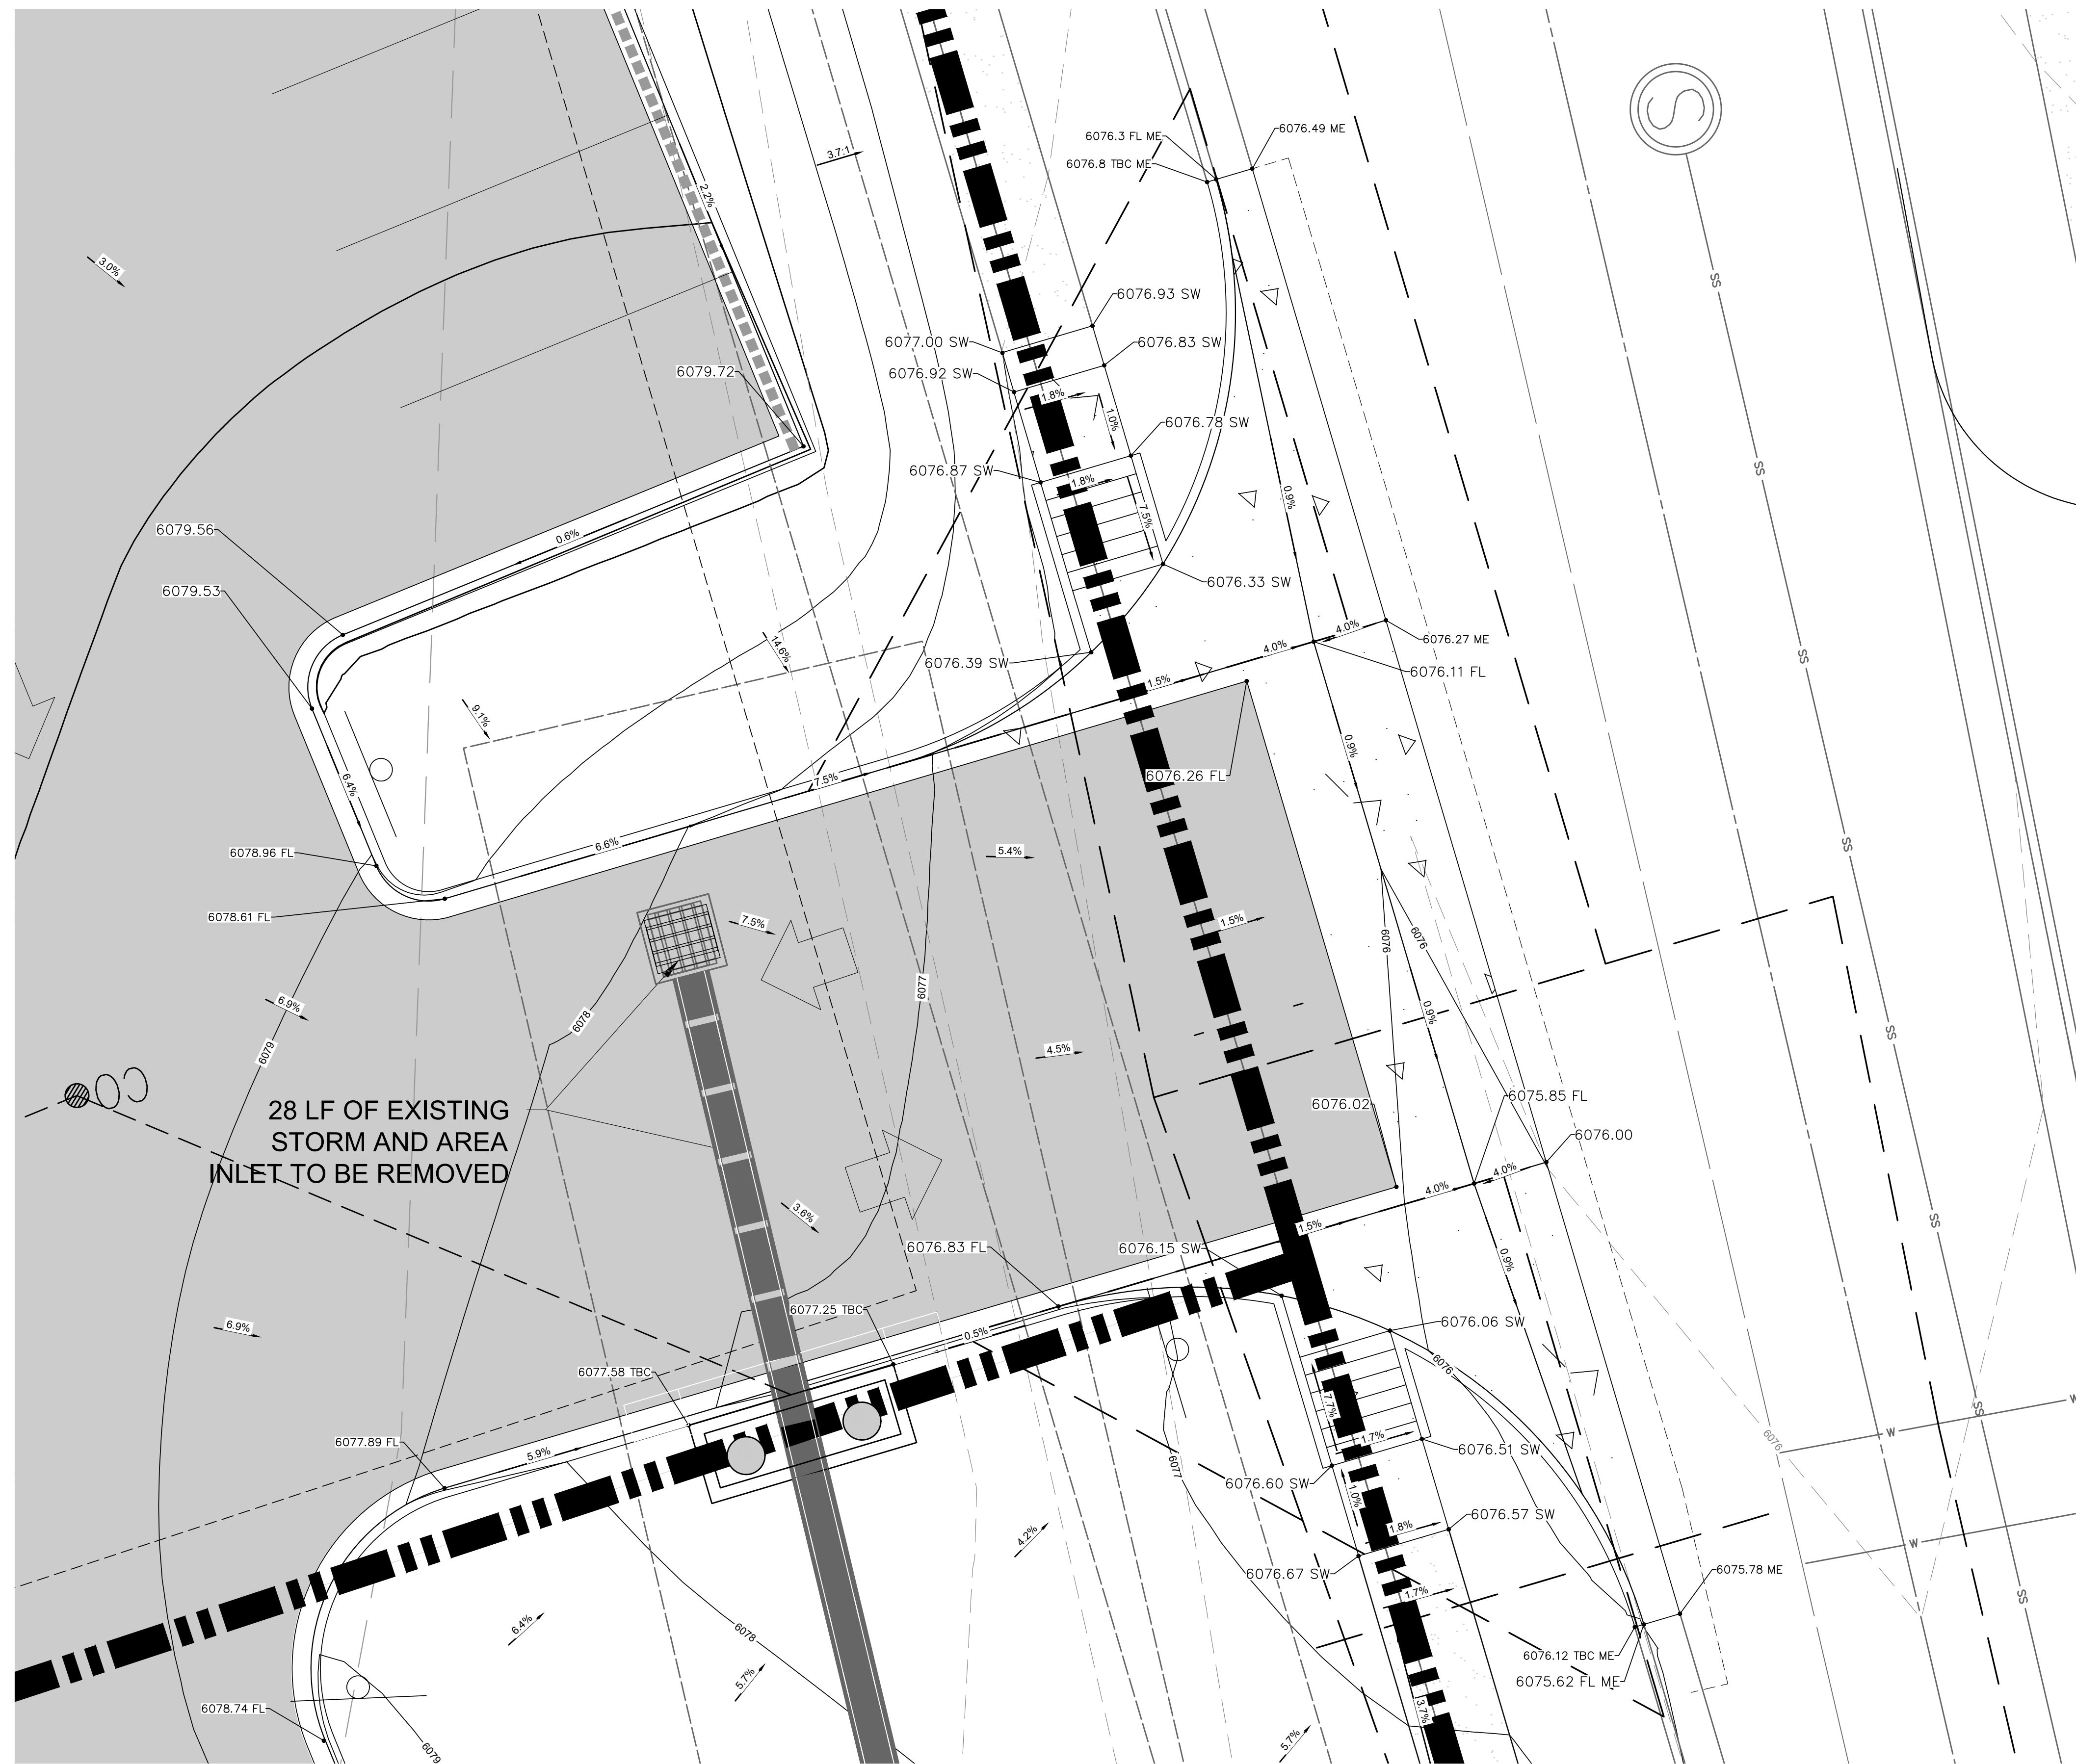 6076.3 FL ME
6076.49 ME
3.7:1
6076.8 TBC ME
S
2.2%
3.0%
SS
6076.93 SW
6077.00 SW
6076.83 SW
6079.72
6076.92 SW
1.8%
1.0%
6076.78 SW
6076.87 SW
SS
1.8%
0.9%
7.5%
6079.56
0.6%
6079.53
6076.33 SW
4.0%
6076.27 ME
14.6%
4.0%
SS
6076.39 SW
6076.11 FL
1.5%
9.1%
0.9%
6.4%
7.5%
6076.26 FL
6.6%
SS
6078.96 FL
5.4%
6078.61 FL
7.5%
1.5%
6076
6076
6077
6.9%
0.9%
6078
SS
6079
4.5%
CO
28 LF OF EXISTING
STORM AND AREA
INLET TO BE REMOVED
6076.02
6075.85 FL
6076.00
4.0%
4.0%
3.6%
SS
1.5%
6076.83 FL
6076.15 SW
0.9%
6077.25 TBC
6.9%
0.5%
6076.06 SW
6076
6077.58 TBC
7.7%
SS
W
W
6077.89 FL
1.7%
6076
5.9%
6076.51 SW
6077
6076.60 SW
1.0%
6076.57 SW
1.8%
4.2%
W
6076.67 SW
6075.78 ME
1.7%
SS
6.4%
6078
6076.12 TBC ME
5.7%
6075.62 FL ME
6078.74 FL
3.7%
5.7%
6079